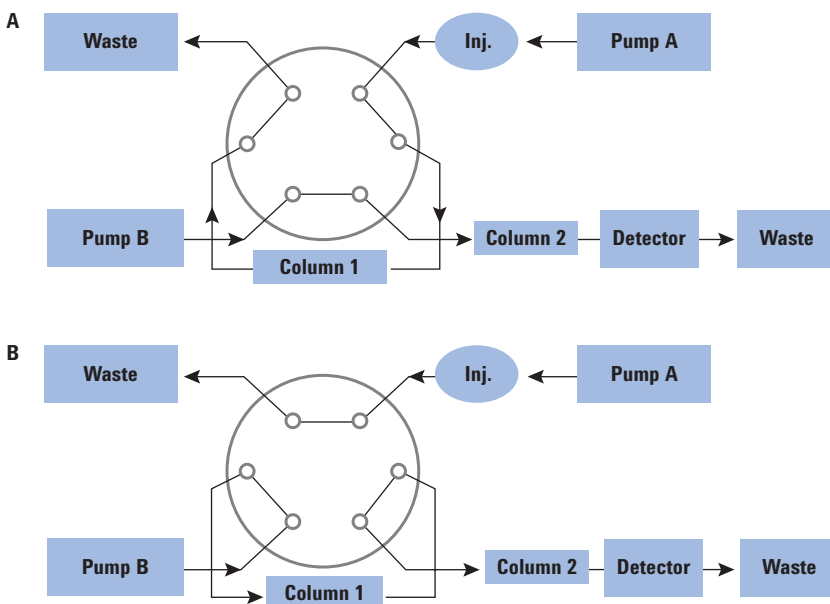 A
Waste
Inj.
Pump A
Pump B
Column 1
Column 2
Detector
Waste
B
Waste
Inj.
Pump A
Pump B
Column 1
Column 2
Detector
Waste